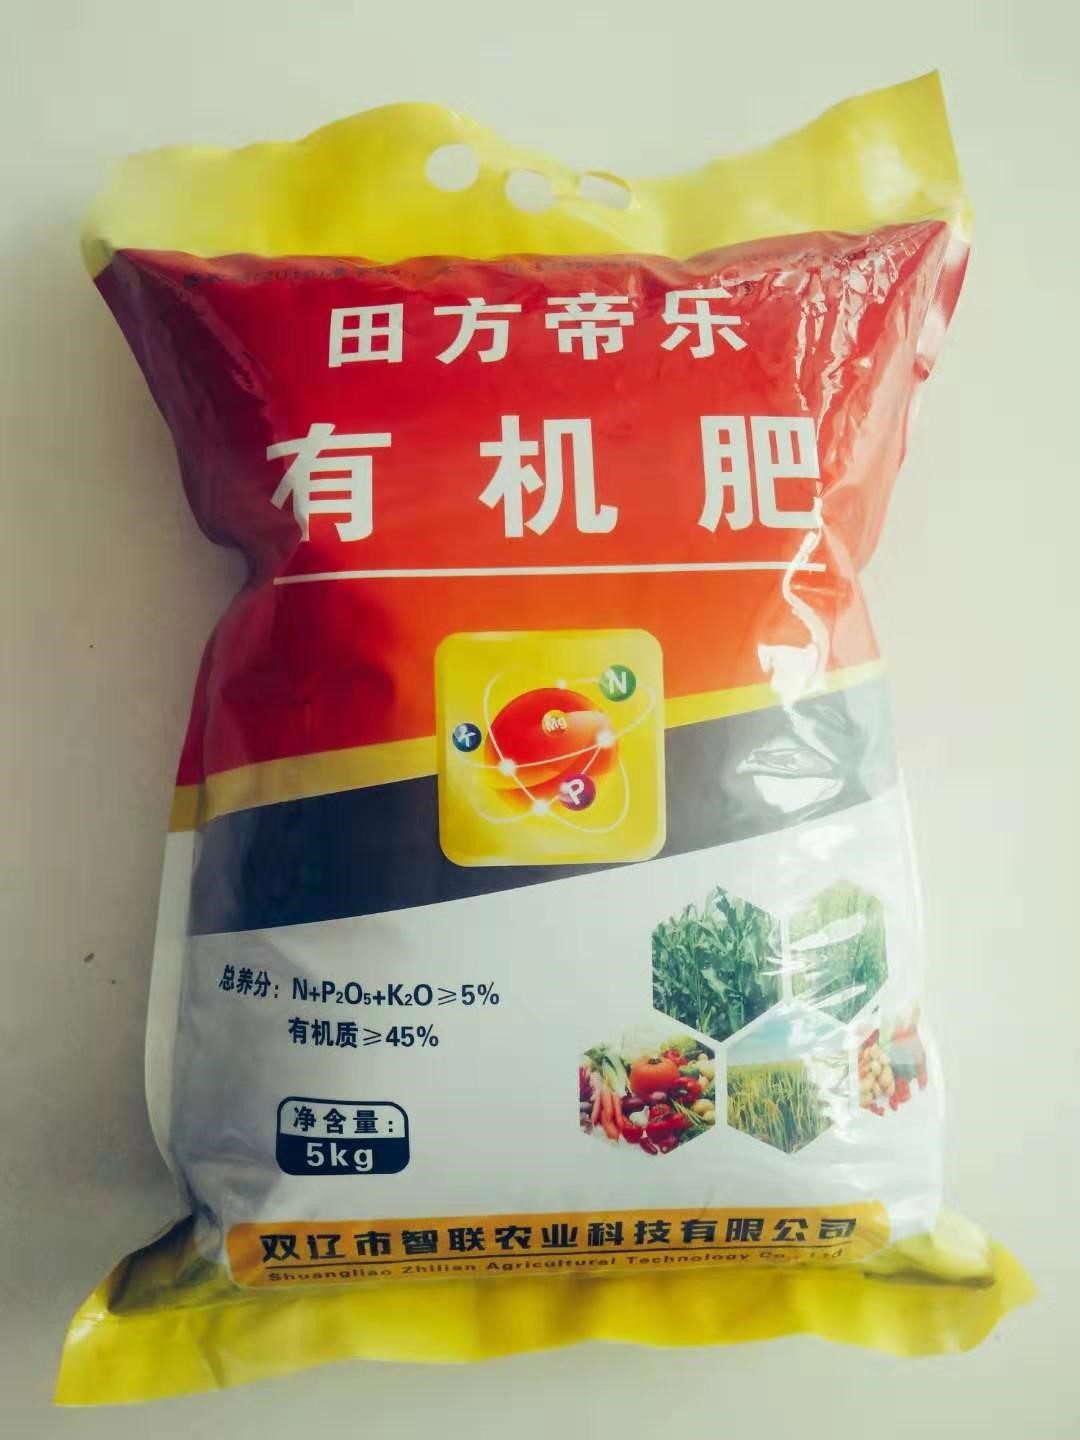 田方帝乐
有机肥
N
Mg
K
P
总养分：N+P₂O₅+K₂O≥5%
有机质≥45%
净含量：
5kg
双辽市智联农业科技有限公司
Shuangliao Zhilian Agricultural Technology Co., Ltd